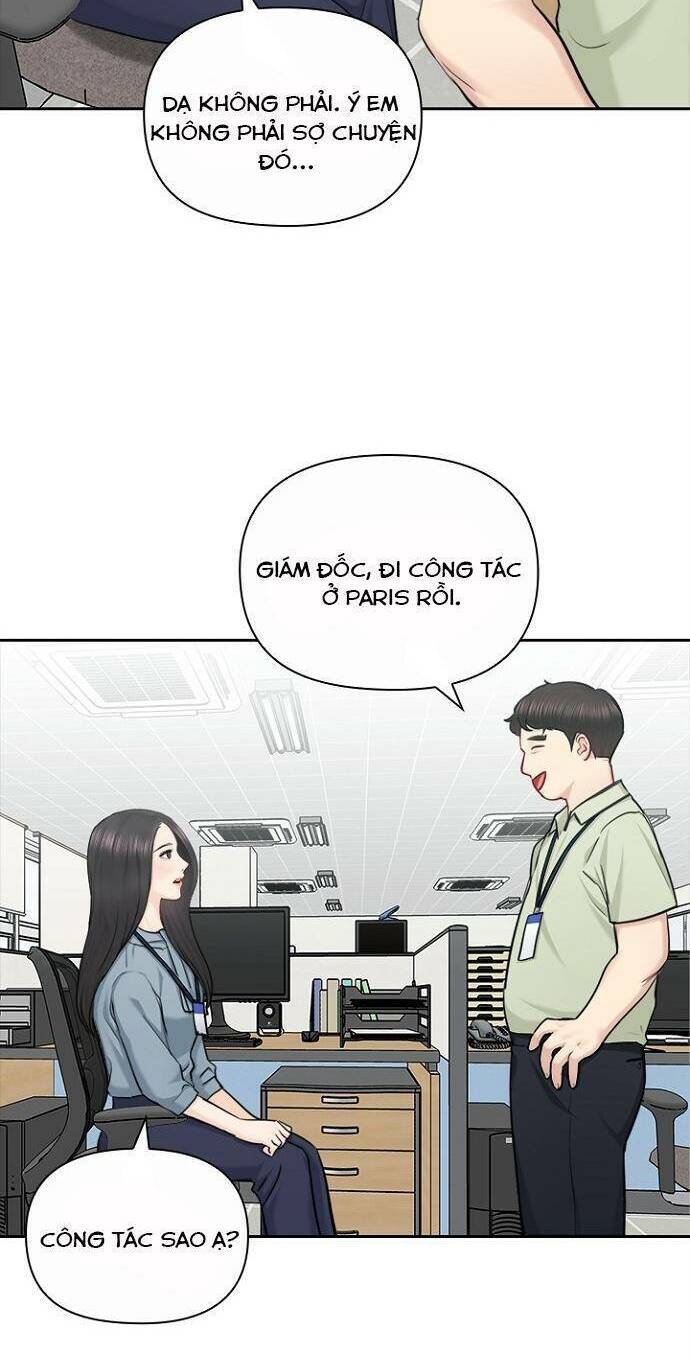 DẠ KHÔNG PHẢI. Ý EM
KHÔNG PHẢI SỢ CHUYỆN
ĐÓ...
GIÁM ĐỐC, ĐI CÔNG TÁC
Ở PARIS RỒI.
CÔNG TÁC SAO Ạ?